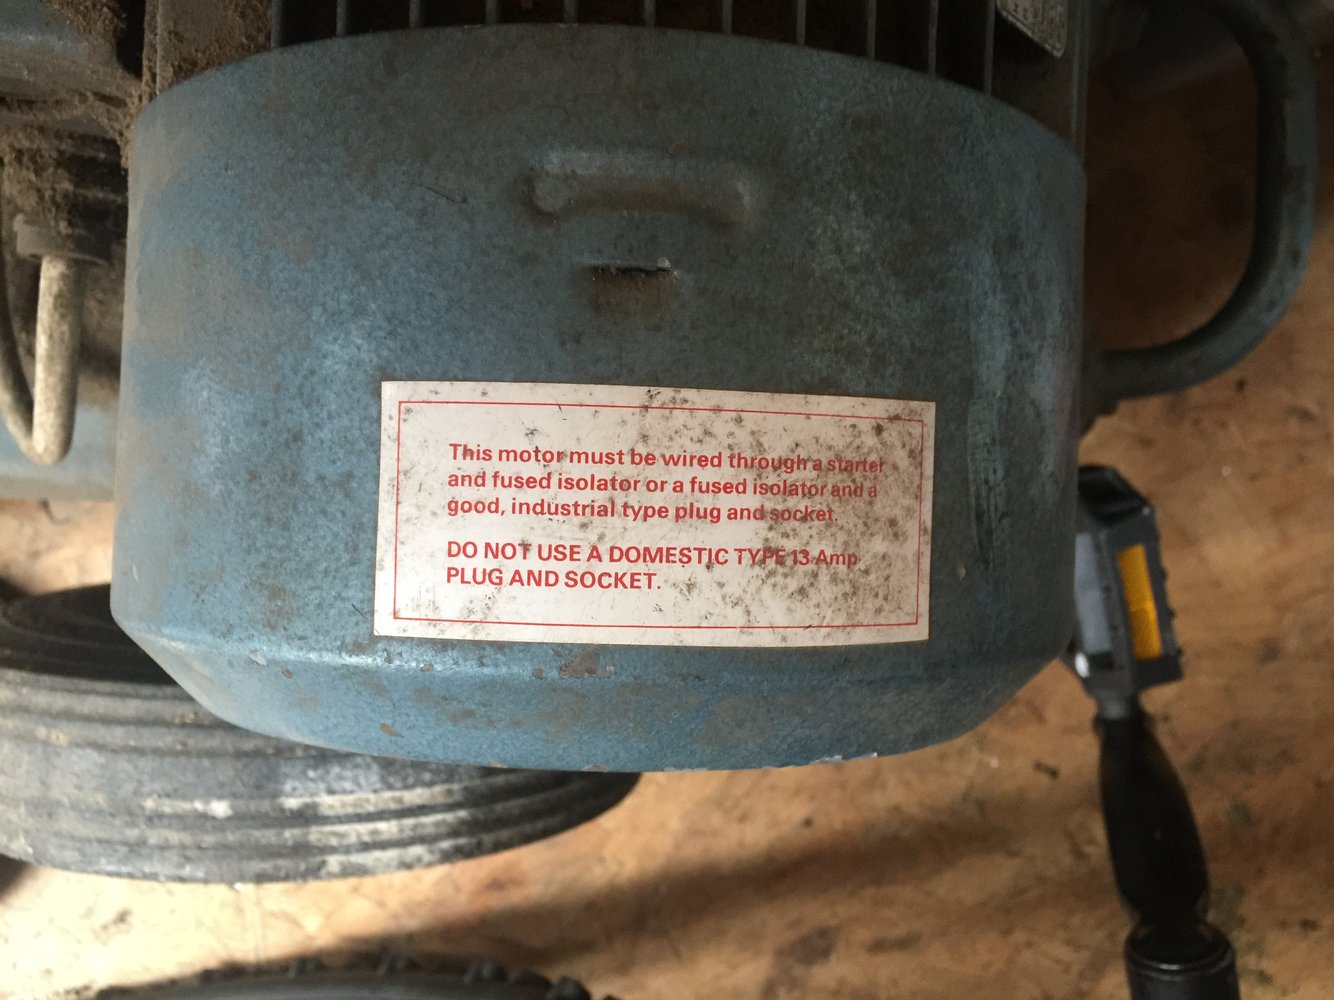 This motor must be wired through a starter
and fused isolator or a fused isolator and a
good, industrial type plug and socket.
DO NOT USE A DOMESTIC TYPE 13 Amp
PLUG AND SOCKET.